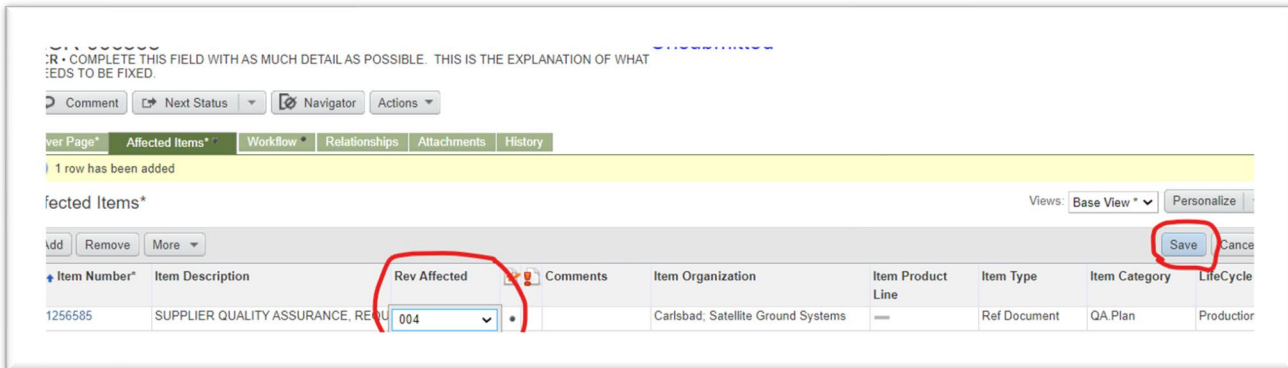 CR • COMPLETE THIS FIELD WITH AS MUCH DETAIL AS POSSIBLE. THIS IS THE EXPLANATION OF WHAT
EEDS TO BE FIXED.
Comment Next Status Navigator Actions
ver Page* Affected Items* Workflow Relationships Attachments History
1 row has been added
fected Items* Views: Base View * Personalize
Add Remove More Save Cance
Item Number* Item Description Rev Affected Comments Item Organization Item Product Line Item Type Item Category LifeCycle
1256585 SUPPLIER QUALITY ASSURANCE, REQU 004 Carlsbad; Satellite Ground Systems Ref Document QA.Plan Production